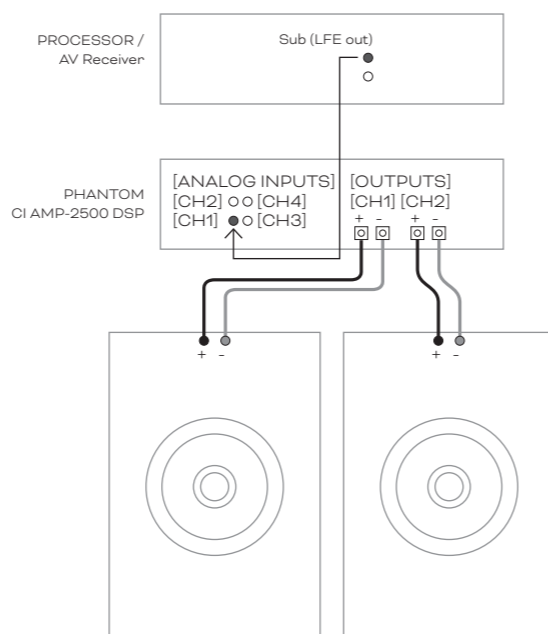 PROCESSOR /
AV Receiver
Sub (LFE out)
PHANTOM
CI AMP-2500 DSP
[ANALOG INPUTS]
[CH2] [CH4]
[CH1] [CH3]
[OUTPUTS]
[CH1] [CH2]
+ - + -
+ -
+ -